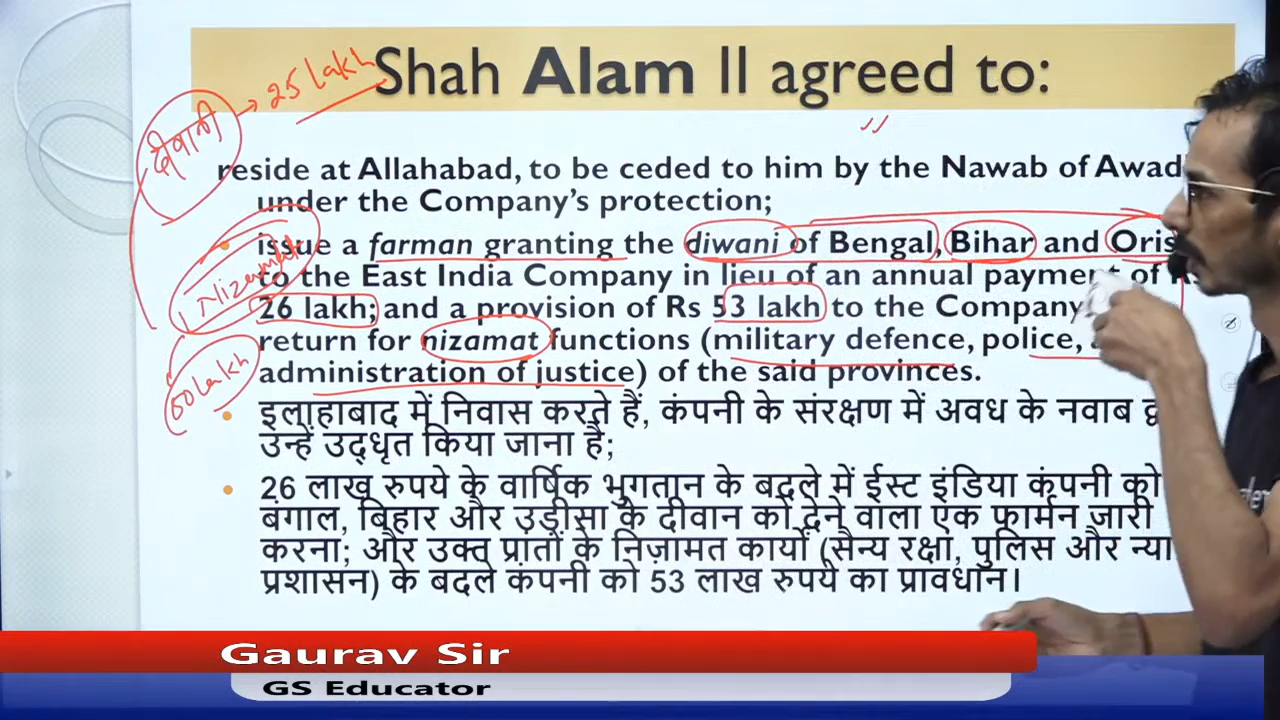 Shah Alam II agreed to:
दीवानी → 25 lakh
reside at Allahabad, to be ceded to him by the Nawab of Awad
under the Company's protection;
issue a farman granting the diwani of Bengal, Bihar and Oris
to the East India Company in lieu of an annual payment of
26 lakh; and a provision of Rs 53 lakh to the Company
return for nizamat functions (military defence, police,
administration of justice) of the said provinces.
Nizamat
लाख
इलाहाबाद में निवास करते हैं, कंपनी के संरक्षण में अवध के नवाब
उन्हें उद्धृत किया जाना है;
26 लाख रुपये के वार्षिक भुगतान के बदले में ईस्ट इंडिया कंपनी को
बंगाल, बिहार और उड़ीसा के दीवान को देने वाला एक फार्मन जारी
करना; और उक्त प्रांतों के निज़ामत कार्यों (सैन्य रक्षा, पुलिस और न्या
प्रशासन) के बदले कंपनी को 53 लाख रुपये का प्रावधान।
Gaurav Sir
GS Educator